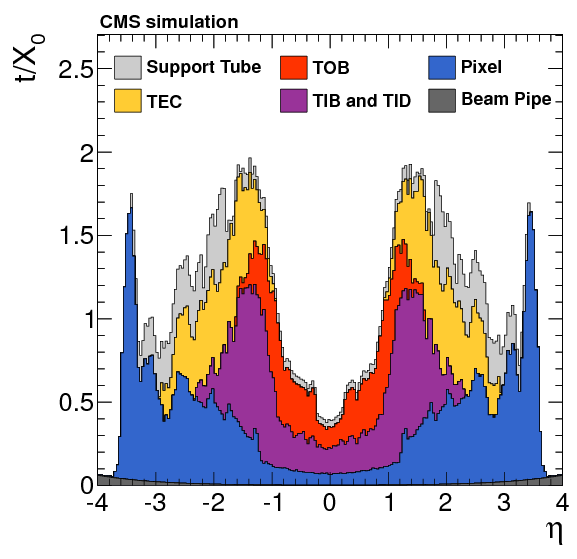 CMS simulation
t/X0
Support Tube TOB Pixel
TEC TIB and TID Beam Pipe
2.5
2
1.5
1
0.5
0
-4 -3 -2 -1 0 1 2 3 4
η